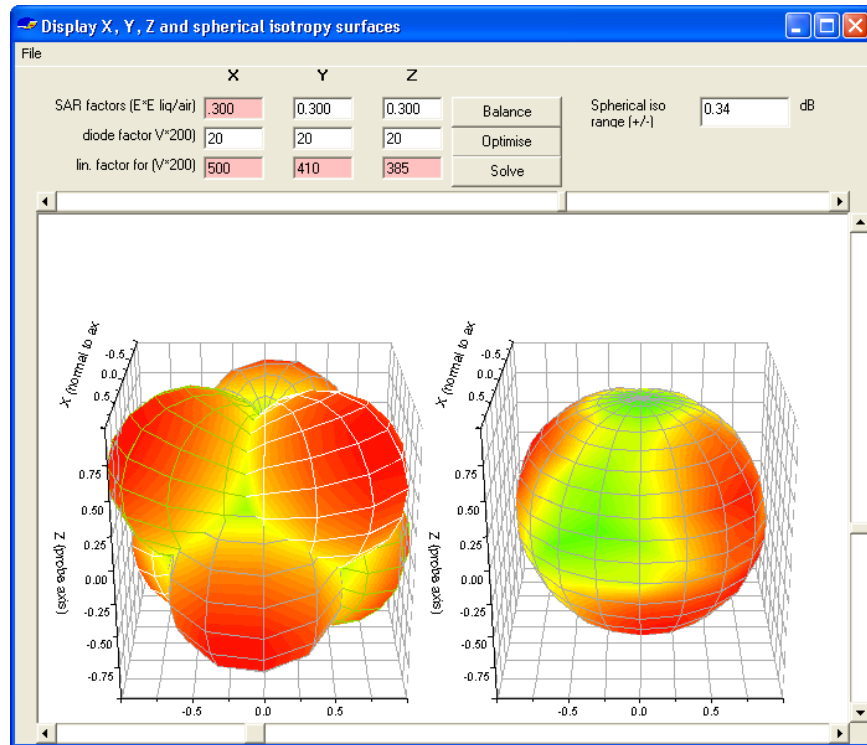 Display X, Y, Z and spherical isotropy surfaces
File
X Y Z
SAR factors (E*E liq/air) .300 0.300 0.300 Balance Spherical iso range (+/-) 0.34 dB
diode factor V*200) 20 20 20 Optimise
lin. factor for (V*200) 500 410 385 Solve
X (normal to ax
-0.5
0.0
0.5
0.75
0.50
0.25
0.00
-0.25
-0.50
-0.75
Z (probe axis)
-0.5 0.0 0.5
X (normal to ax
-0.5
0.0
0.5
0.75
0.50
0.25
0.00
-0.25
-0.50
-0.75
Z (probe axis)
-0.5 0.0 0.5